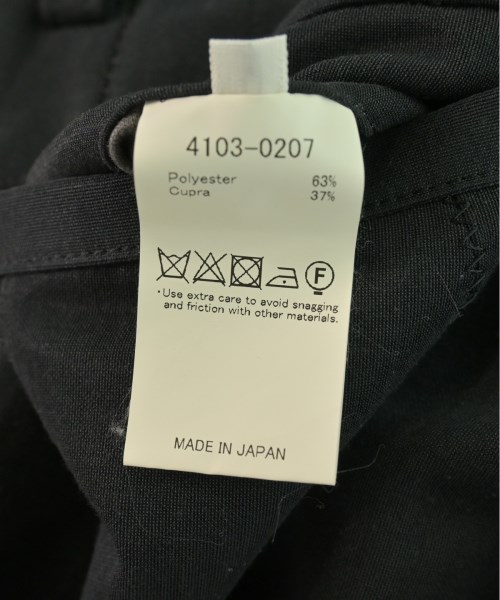 4103-0207
Polyester 63%
Cupra 37%
F
・Use extra care to avoid snagging
and friction with other materials.
MADE IN JAPAN